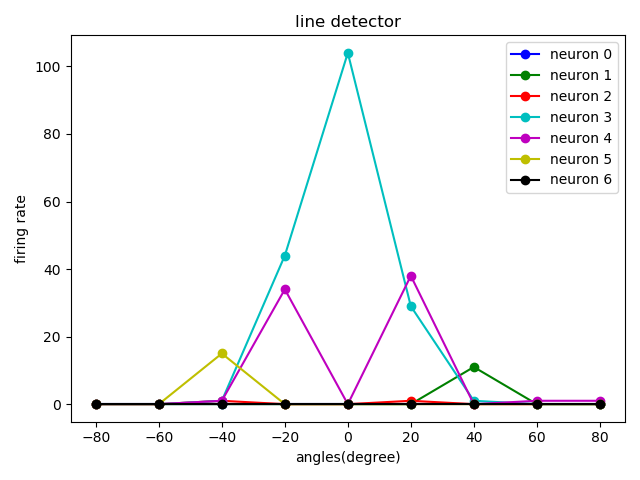 line detector
neuron 0
neuron 1
neuron 2
neuron 3
neuron 4
neuron 5
neuron 6
firing rate
100
80
60
40
20
0
−80 −60 −40 −20 0 20 40 60 80
angles(degree)